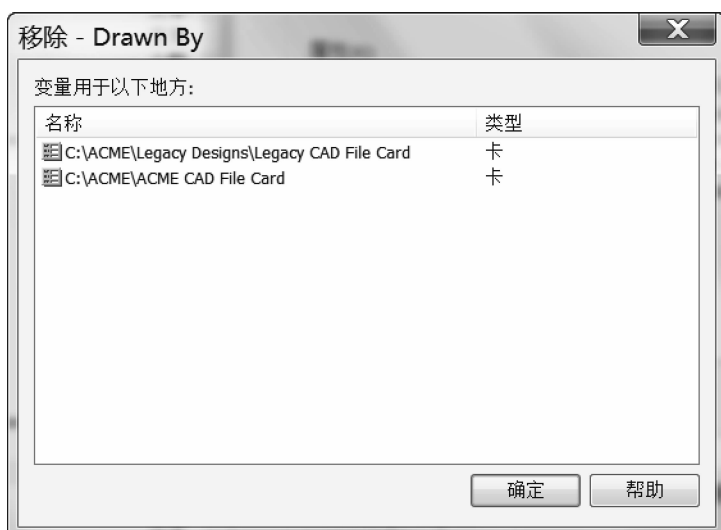 移除 - Drawn By
变量用于以下地方:
名称 类型
C:\ACME\Legacy Designs\Legacy CAD File Card 卡
C:\ACME\ACME CAD File Card 卡
确定 帮助